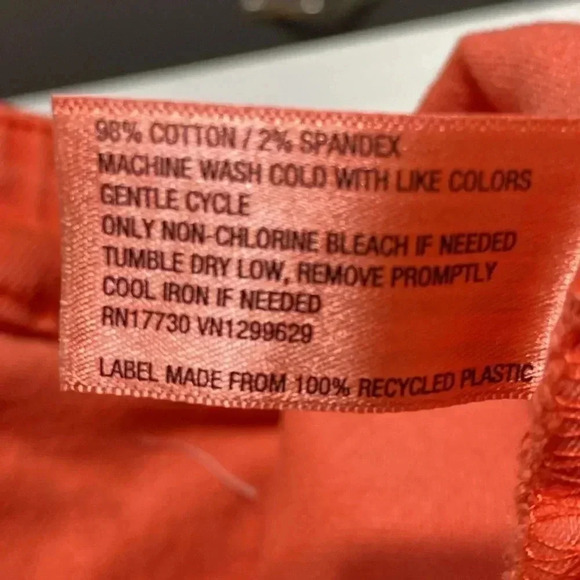 98% COTTON / 2% SPANDEX
MACHINE WASH COLD WITH LIKE COLORS
GENTLE CYCLE
ONLY NON-CHLORINE BLEACH IF NEEDED
TUMBLE DRY LOW, REMOVE PROMPTLY
COOL IRON IF NEEDED
RN17730 VN1299629
LABEL MADE FROM 100% RECYCLED PLASTIC